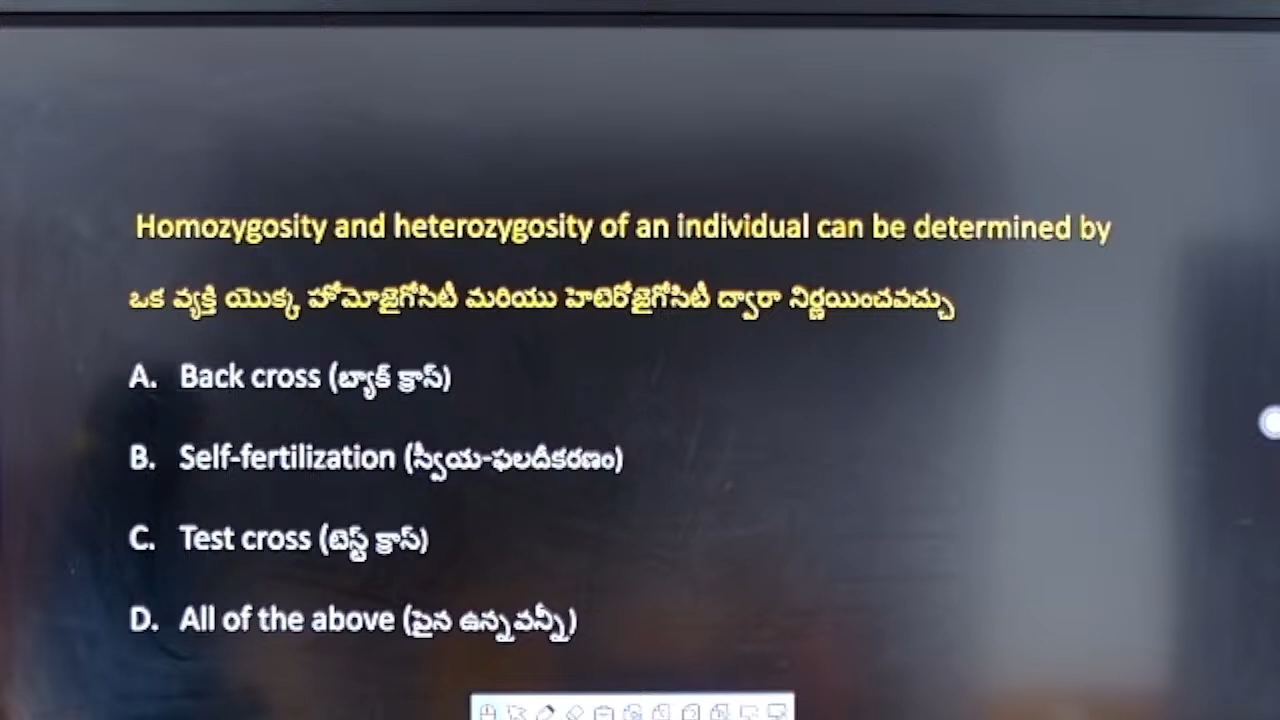 Homozygosity and heterozygosity of an individual can be determined by
ఒక వ్యక్తి యొక్క హోమోజైగోసిటీ మరియు హెటెరోజైగోసిటీ ద్వారా నిర్ణయించవచ్చు
A. Back cross (బ్యాక్ క్రాస్)
B. Self-fertilization (స్వీయ-ఫలదీకరణం)
C. Test cross (టెస్ట్ క్రాస్)
D. All of the above (పైన ఉన్నవన్నీ)